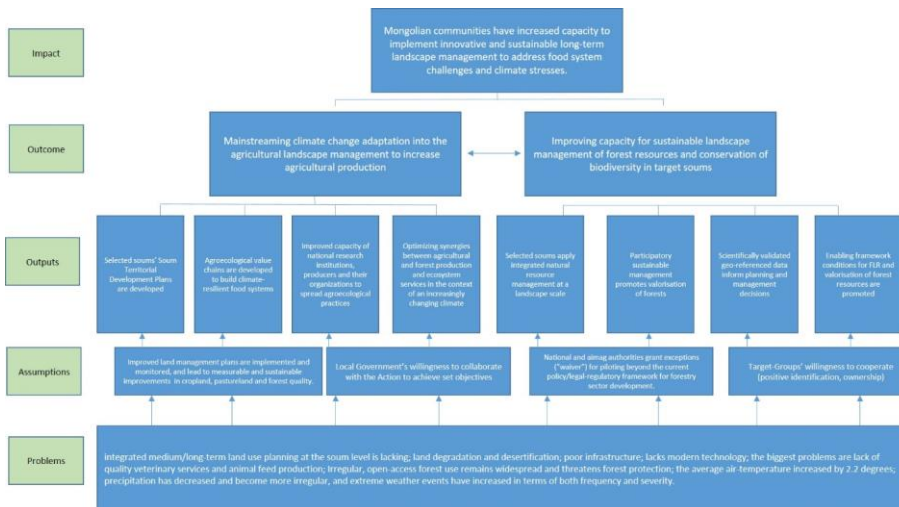 Impact
Mongolian communities have increased capacity to
implement innovative and sustainable long-term
landscape management to address food system
challenges and climate stresses.
Outcome
Mainstreaming climate change adaptation into the
agricultural landscape management to increase
agricultural production
Improving capacity for sustainable landscape
management of forest resources and conservation of
biodiversity in target soums
Outputs
Selected soums' Soum
Territorial
Development Plans
are developed
Agroecological value
chains are developed
to build climate-
resilient food systems
Improved capacity of
national research
institutions,
producers and their
organizations to
spread agroecological
practices
Optimizing synergies
between agricultural
and forest production
and ecosystem
services in the context
of an increasingly
changing climate
Selected soums apply
integrated natural
resource management
at a landscape scale
Participatory
sustainable
management
promotes valorisation
of forests
Scientifically validated
geo-referenced data
inform planning and
management
decisions
Enabling framework
conditions for FLR and
valorisation of forest
resources are
promoted
Assumptions
Improved land management plans are implemented and
monitored, and lead to measurable and sustainable
improvements in cropland, pastureland and forest quality.
Local Government's willingness to collaborate
with the Action to achieve set objectives
National and aimag authorities grant exceptions
("waiver") for piloting beyond the current
policy/legal-regulatory framework for forestry
sector development.
Target-Groups' willingness to cooperate
(positive identification, ownership)
Problems
integrated medium/long-term land use planning at the soum level is lacking; land degradation and desertification; poor infrastructure; lacks modern technology; the biggest problems are lack of
quality veterinary services and animal feed production; Irregular, open-access forest use remains widespread and threatens forest protection; the average air-temperature increased by 2.2 degrees;
precipitation has decreased and become more irregular, and extreme weather events have increased in terms of both frequency and severity.